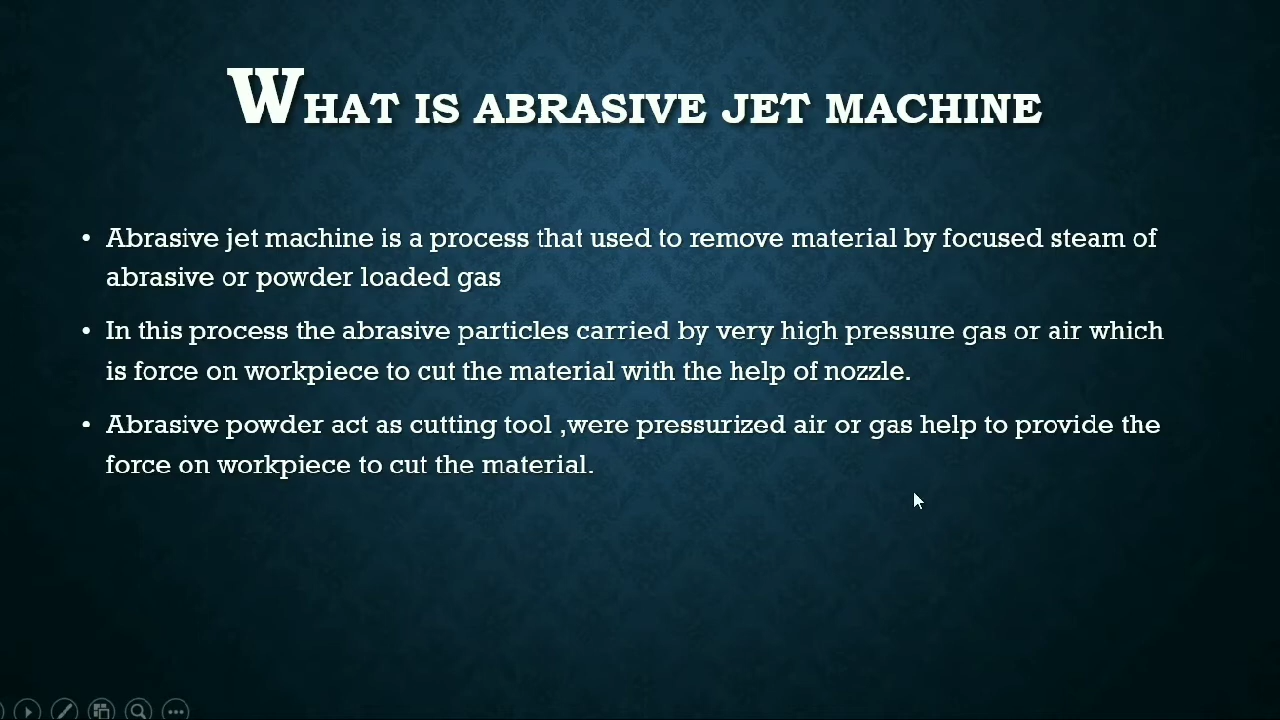 WHAT IS ABRASIVE JET MACHINE
• Abrasive jet machine is a process that used to remove material by focused steam of
abrasive or powder loaded gas
• In this process the abrasive particles carried by very high pressure gas or air which
is force on workpiece to cut the material with the help of nozzle.
• Abrasive powder act as cutting tool ,were pressurized air or gas help to provide the
force on workpiece to cut the material.